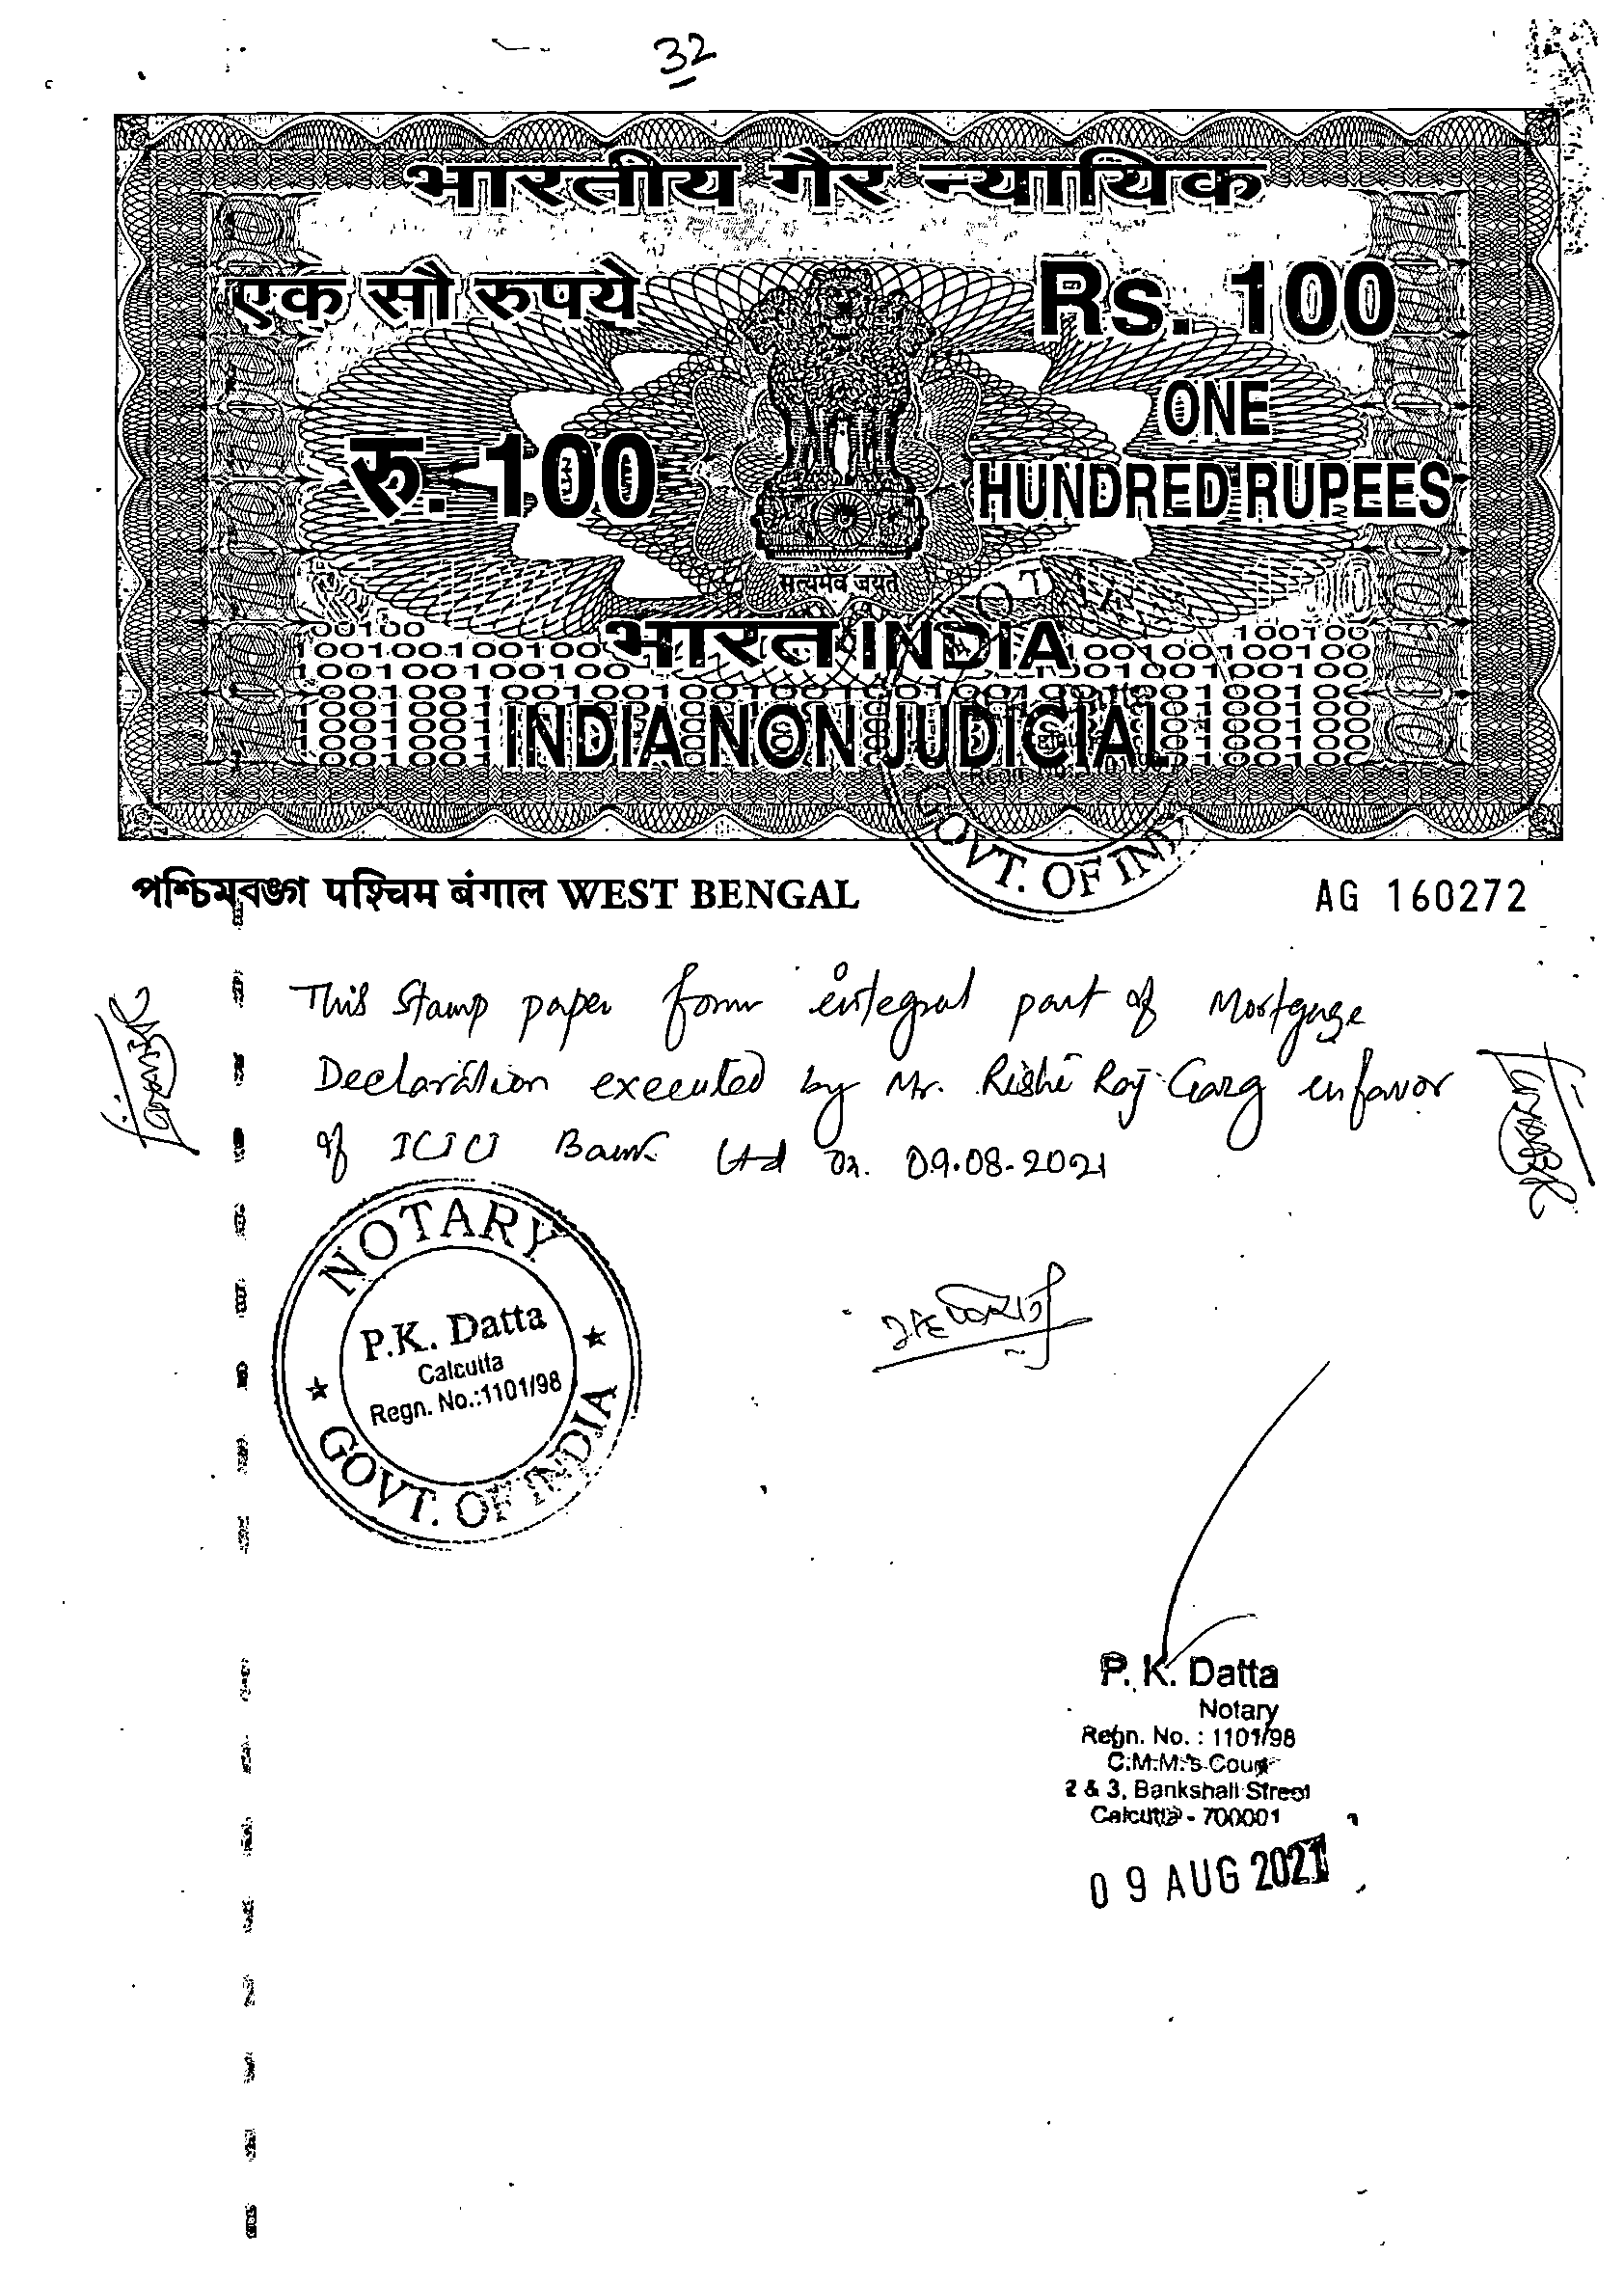 32
भारतीय गैर न्यायिक
एक सौ रुपये
Rs. 100
रु. 100
ONE
HUNDRED RUPEES
सत्यमेव जयते
भारत INDIA
INDIA NON JUDICIAL
GOVT. OF INDIA
পশ্চিমবঙ্গ पश्चिम बंगाल WEST BENGAL
AG 160272
This Stamp paper form integral part of Mortgage
Declaration executed by Mr. Rishi Raj Garg in favor
of ICICI Bank Ltd on 09.08.2021
NOTARY
P.K. Datta
Calcutta
Regn. No.:1101/98
GOVT. OF INDIA
P. K. Datta
Notary
Regn. No. : 1101/98
C.M.M.'s Court
2 & 3, Bankshall Street
Calcutta - 700001
09 AUG 2021